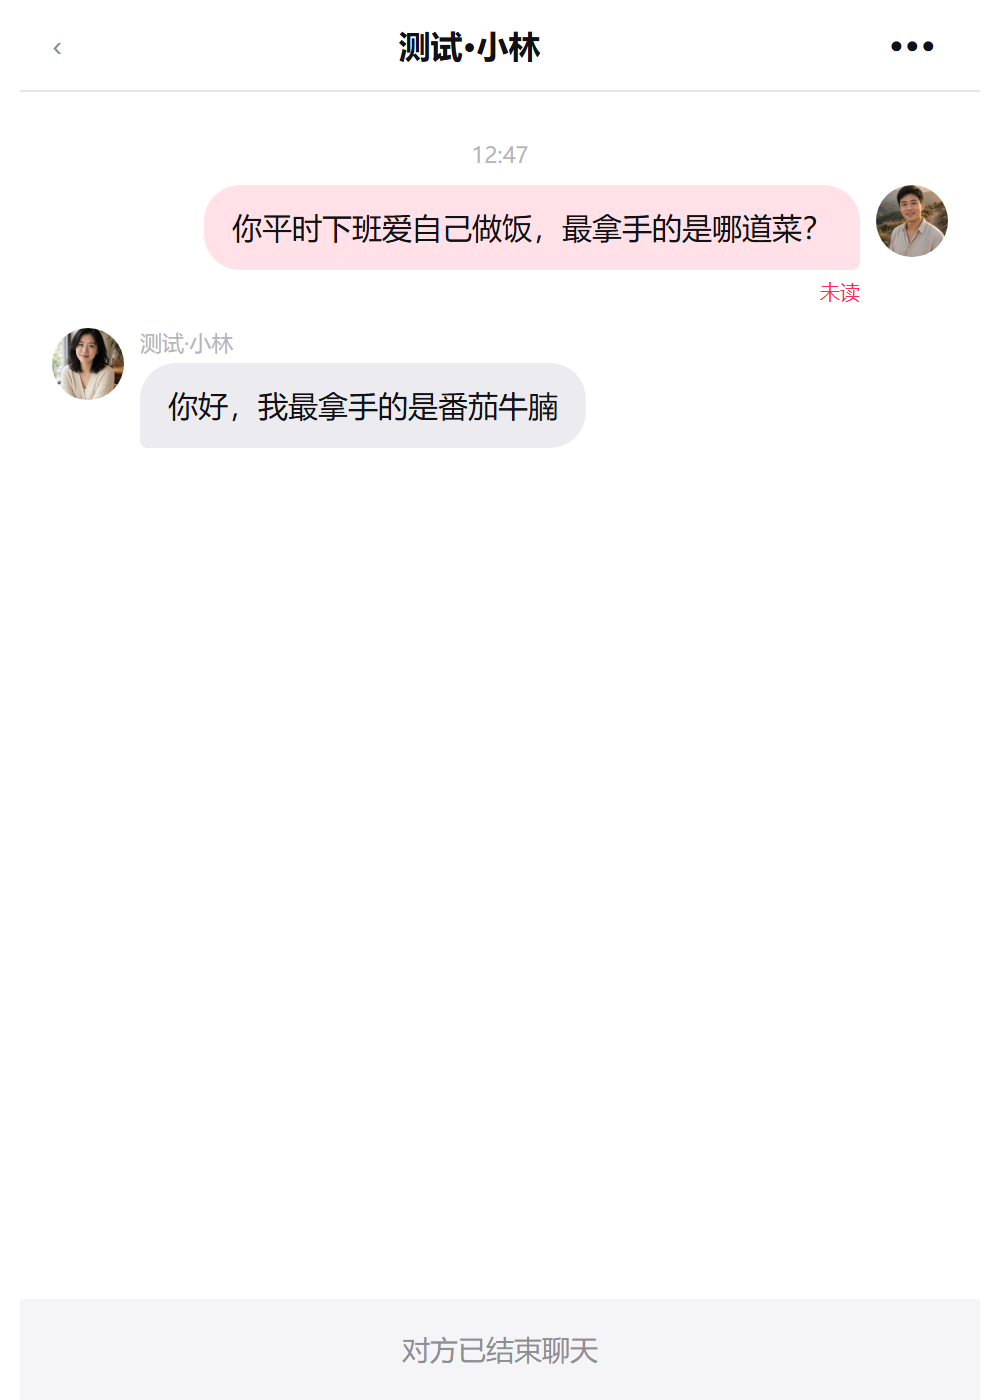 测试·小林
12:47
你平时下班爱自己做饭，最拿手的是哪道菜？
未读
测试·小林
你好，我最拿手的是番茄牛腩
对方已结束聊天